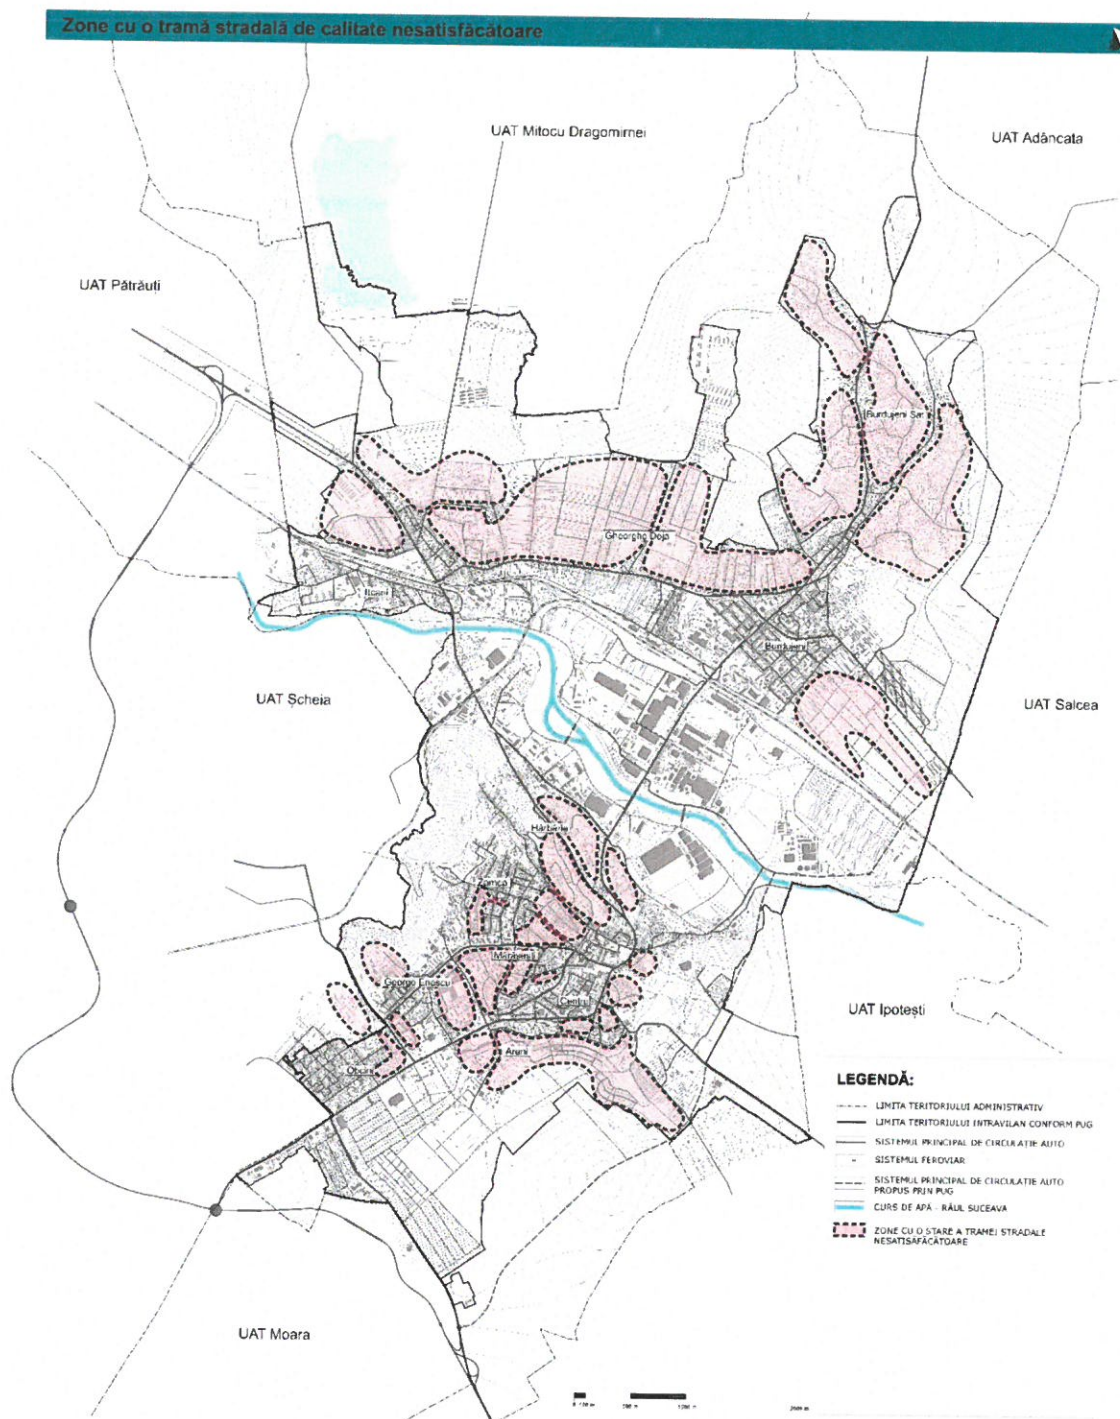 Zone cu o tramă stradală de calitate nesatisfăcătoare
UAT Mitocu Dragomirnei
UAT Adâncata
UAT Pătrăuți
Burdujeni Sat
Gheorghe Doja
Ițcani
Burdujeni
UAT Șcheia
UAT Salcea
Zamca
Mărășești
George Enescu
Centru
UAT Ipotești
Areni
Obcini
LEGENDĂ:
LIMITA TERITORIULUI ADMINISTRATIV
LIMITA TERITORIULUI INTRAVILAN CONFORM PUG
SISTEMUL PRINCIPAL DE CIRCULAȚIE AUTO
SISTEMUL FEROVIAR
SISTEMUL PRINCIPAL DE CIRCULAȚIE AUTO
PROPUS PRIN PUG
CURS DE APĂ - RÂUL SUCEAVA
ZONE CU O STARE A TRAMEI STRADALE
NESATISFĂCĂTOARE
UAT Moara